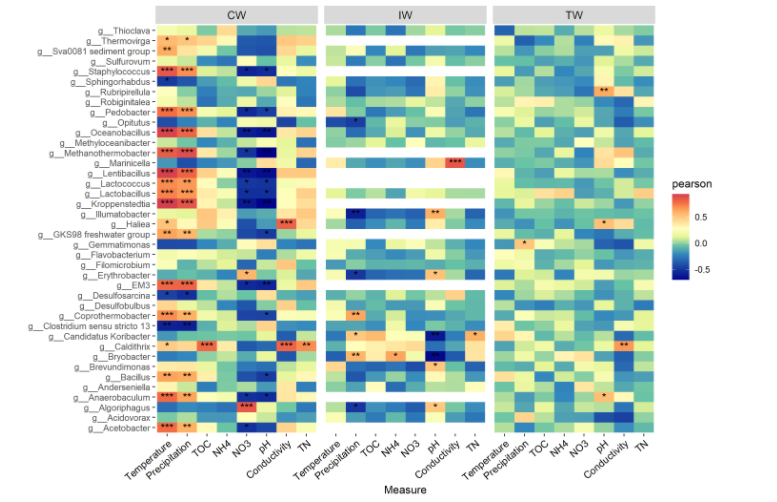 CW IW TW
g__Thioclava
g__Thermovirga
g__Sva0081 sediment group
g__Sulfurovum
g__Staphylococcus
g__Sphingorhabdus
g__Rubripirellula
g__Robiginitalea
g__Pedobacter
g__Opitutus
g__Oceanobacillus
g__Methyloceanibacter
g__Methanothermobacter
g__Marinicella
g__Lentibacillus
g__Lactococcus
g__Lactobacillus
g__Kroppenstedtia
g__Illumatobacter
g__Haliea
g__GKS98 freshwater group
g__Gemmatimonas
g__Flavobacterium
g__Filomicrobium
g__Erythrobacter
g__EM3
g__Desulfosarcina
g__Desulfobulbus
g__Coprothermobacter
g__Clostridium sensu stricto 13
g__Candidatus Koribacter
g__Caldithrix
g__Bryobacter
g__Brevundimonas
g__Bacillus
g__Anderseniella
g__Anaerobaculum
g__Algoriphagus
g__Acidovorax
g__Acetobacter
pearson
0.5
0.0
-0.5
Temperature Precipitation TOC NH4 NO3 pH Conductivity TN Temperature Precipitation TOC NH4 NO3 pH Conductivity TN Temperature Precipitation TOC NH4 NO3 pH Conductivity TN
Measure